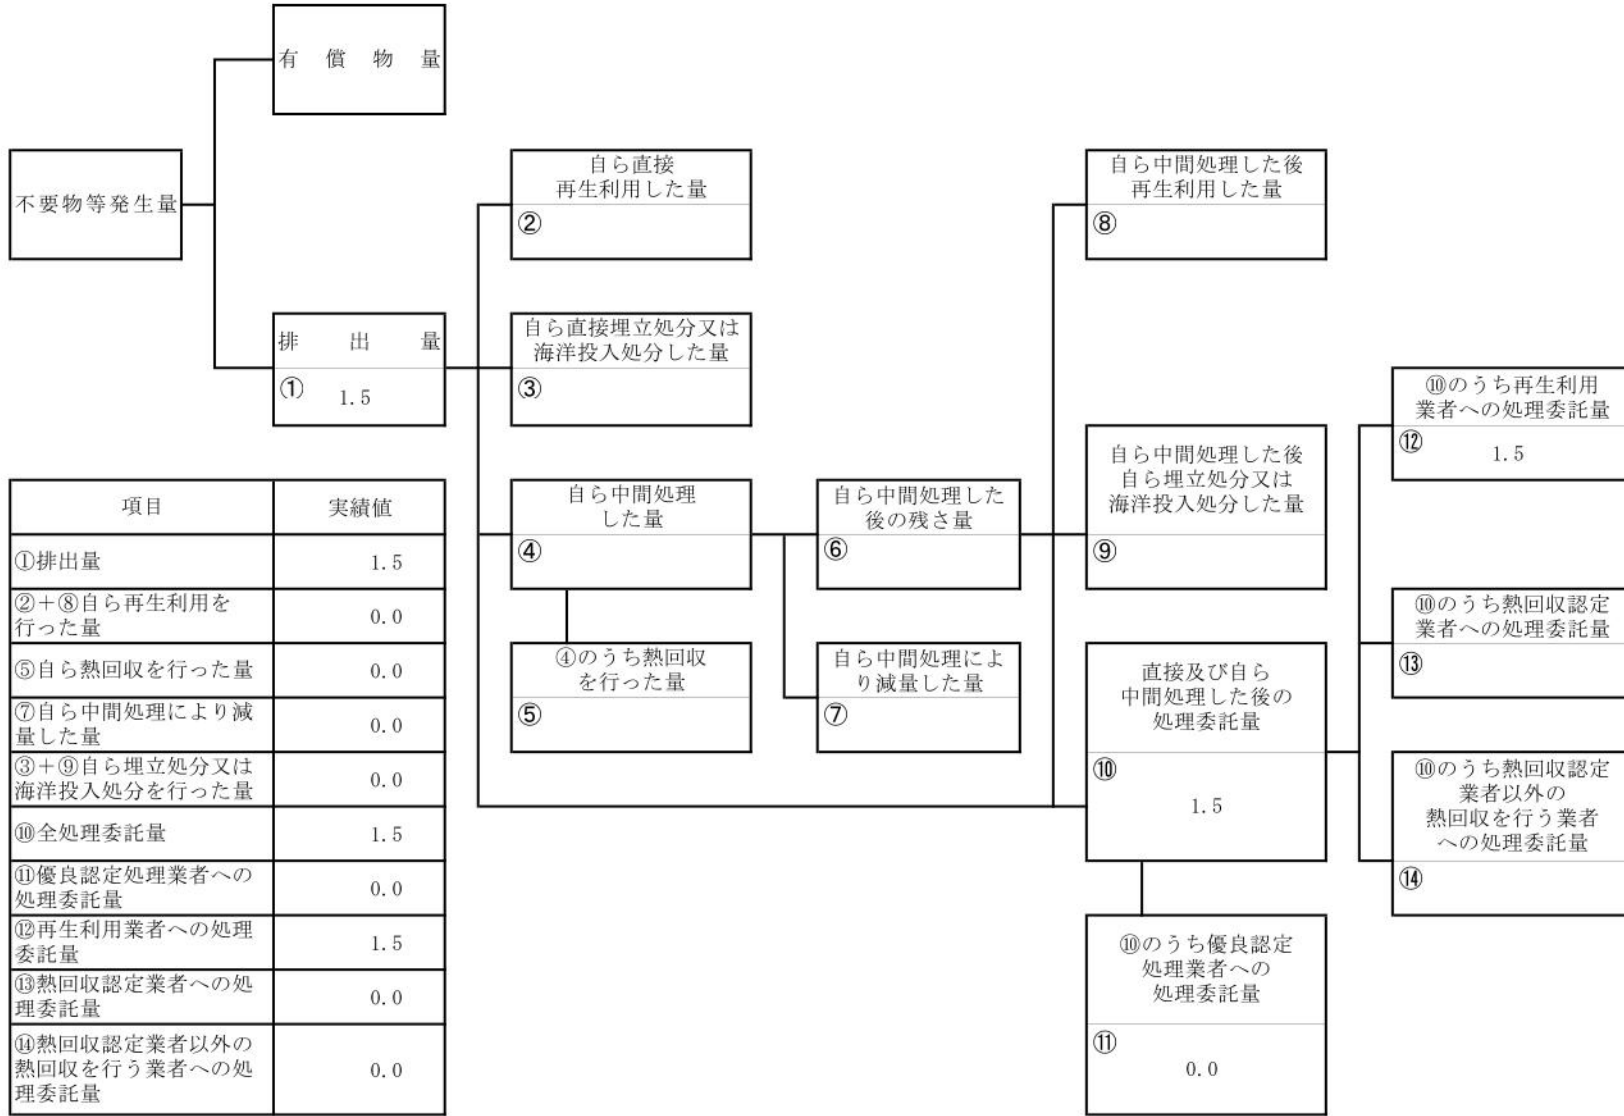 有償物量
不要物等発生量
排出量
①
1.5
自ら直接
再生利用した量
②
自ら直接埋立処分又は
海洋投入処分した量
③
自ら中間処理
した量
④
④のうち熱回収
を行った量
⑤
自ら中間処理した
後の残さ量
⑥
自ら中間処理によ
り減量した量
⑦
自ら中間処理した後
再生利用した量
⑧
自ら中間処理した後
自ら埋立処分又は
海洋投入処分した量
⑨
直接及び自ら
中間処理した後の
処理委託量
⑩
1.5
⑩のうち優良認定
処理業者への
処理委託量
⑪
0.0
⑩のうち再生利用
業者への処理委託量
⑫
1.5
⑩のうち熱回収認定
業者への処理委託量
⑬
⑩のうち熱回収認定
業者以外の
熱回収を行う業者
への処理委託量
⑭
項目 実績値
①排出量 1.5
②+⑧自ら再生利用を
行った量 0.0
⑤自ら熱回収を行った量 0.0
⑦自ら中間処理により減
量した量 0.0
③+⑨自ら埋立処分又は
海洋投入処分を行った量 0.0
⑩全処理委託量 1.5
⑪優良認定処理業者への
処理委託量 0.0
⑫再生利用業者への処理
委託量 1.5
⑬熱回収認定業者への処
理委託量 0.0
⑭熱回収認定業者以外の
熱回収を行う業者への処
理委託量 0.0